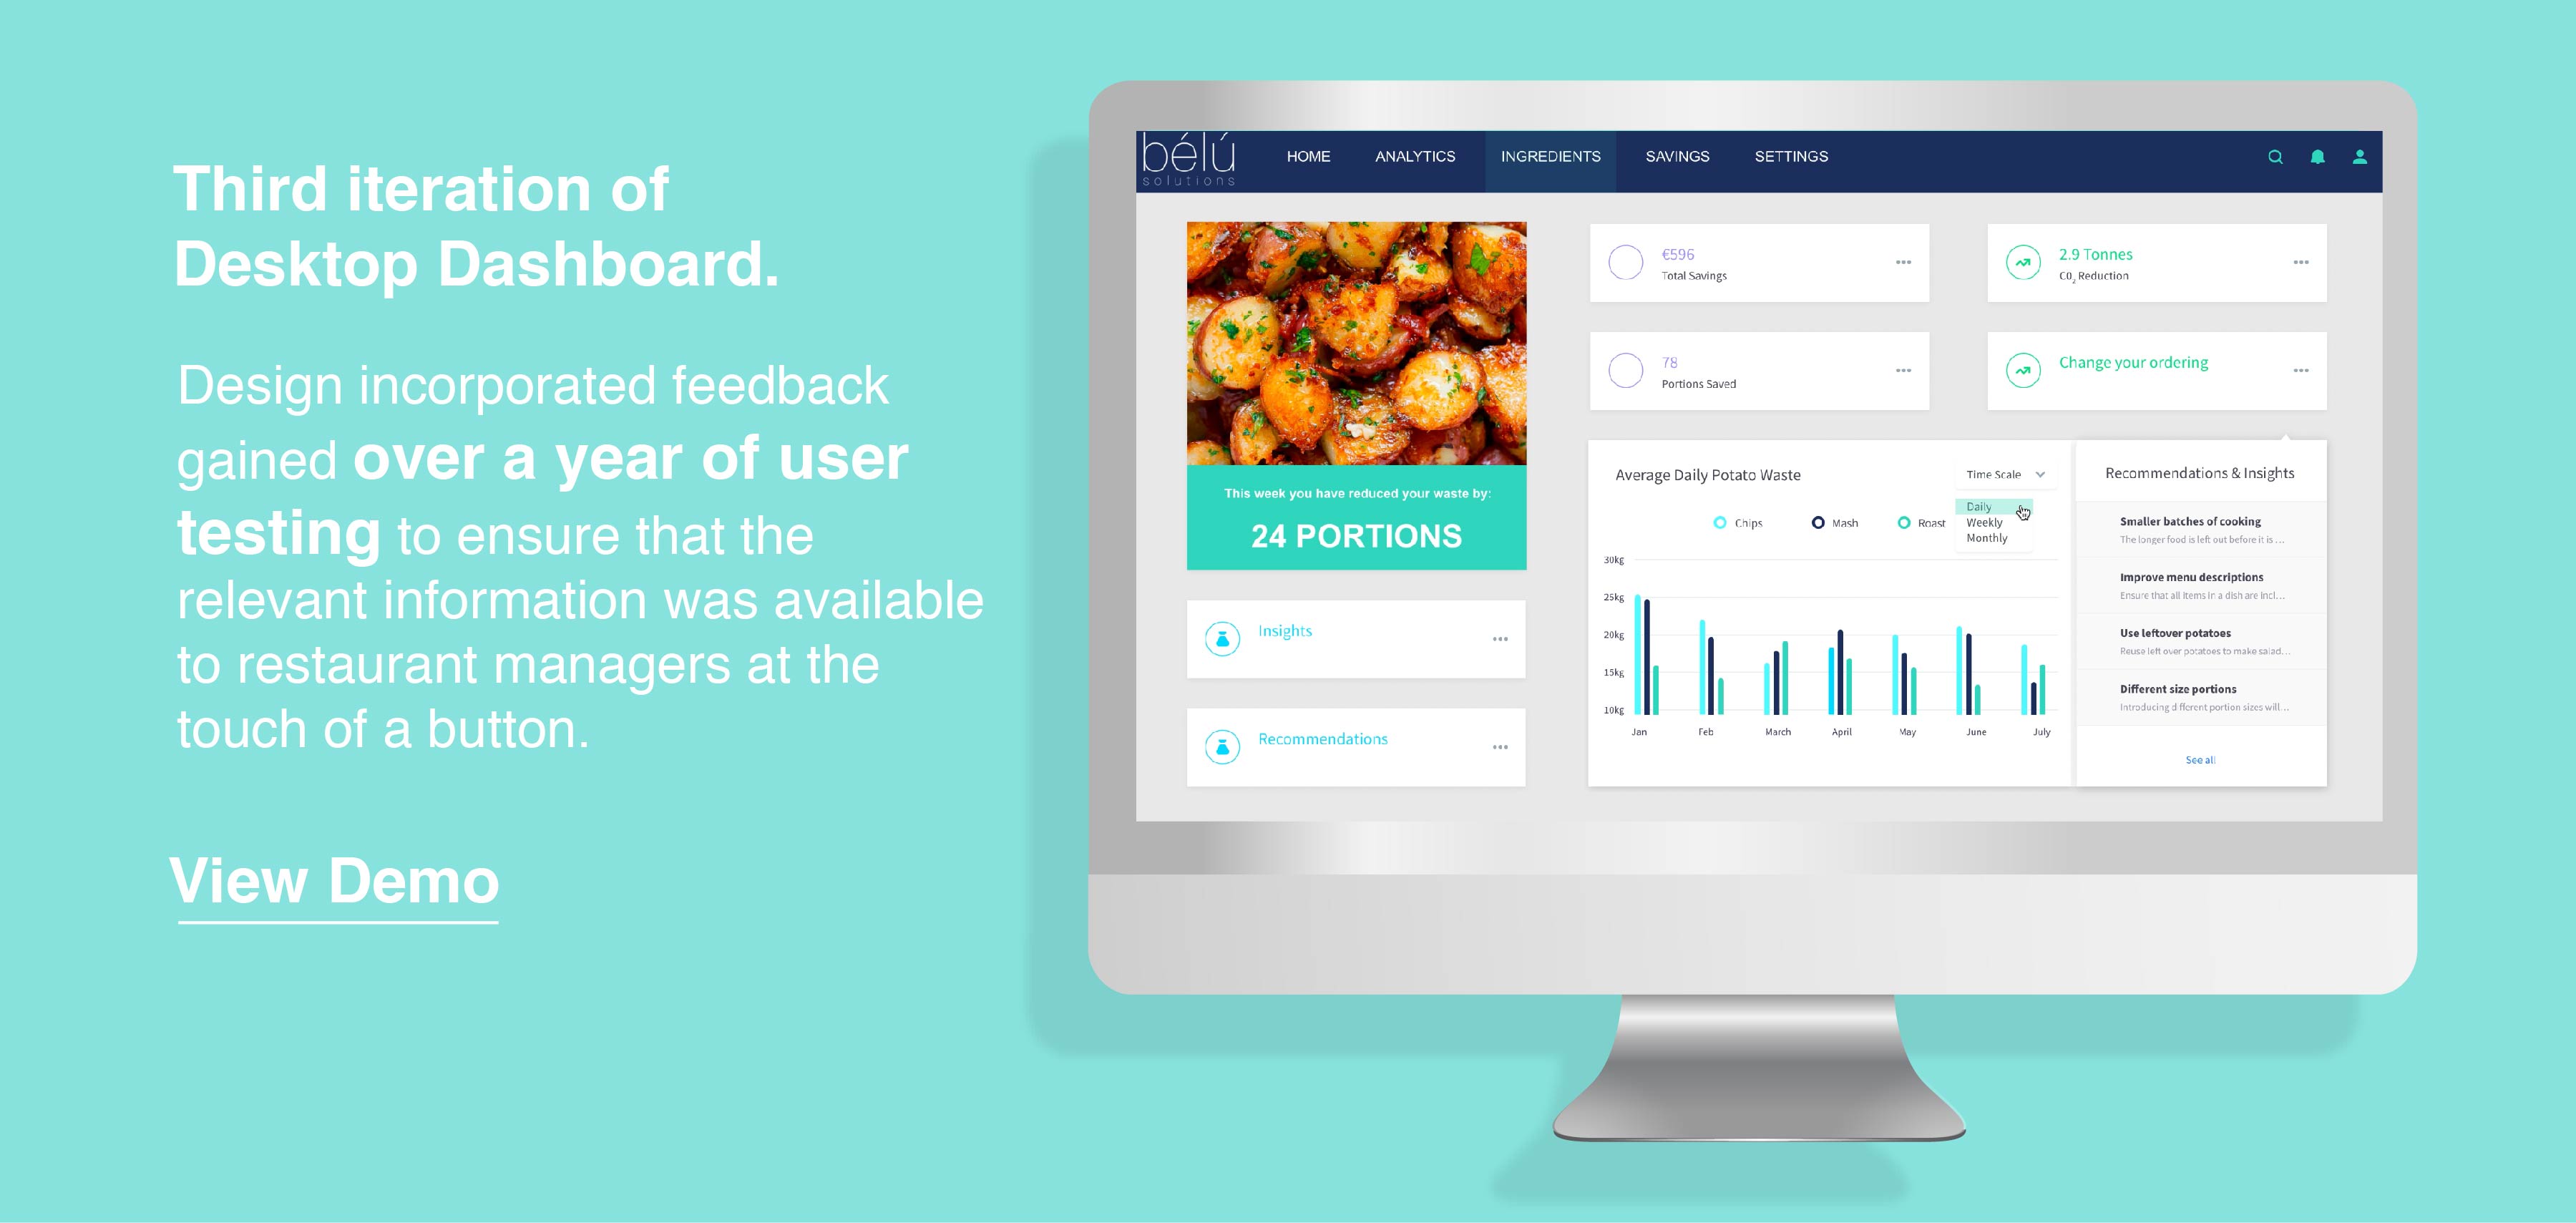 Third iteration of
Desktop Dashboard.
Design incorporated feedback
gained over a year of user
testing to ensure that the
relevant information was available
to restaurant managers at the
touch of a button.
View Demo
bélú
solutions
HOME ANALYTICS INGREDIENTS SAVINGS SETTINGS
This week you have reduced your waste by:
24 PORTIONS
Insights
Recommendations
€596
Total Savings
2.9 Tonnes
CO₂ Reduction
78
Portions Saved
Change your ordering
Average Daily Potato Waste
Time Scale
Daily
Weekly
Monthly
Chips Mash Roast
30kg
25kg
20kg
15kg
10kg
Jan Feb March April May June July
Recommendations & Insights
Smaller batches of cooking
The longer food is left out before it is ...
Improve menu descriptions
Ensure that all items in a dish are incl...
Use leftover potatoes
Reuse left over potatoes to make salad...
Different size portions
Introducing d fferent portion sizes will...
See all